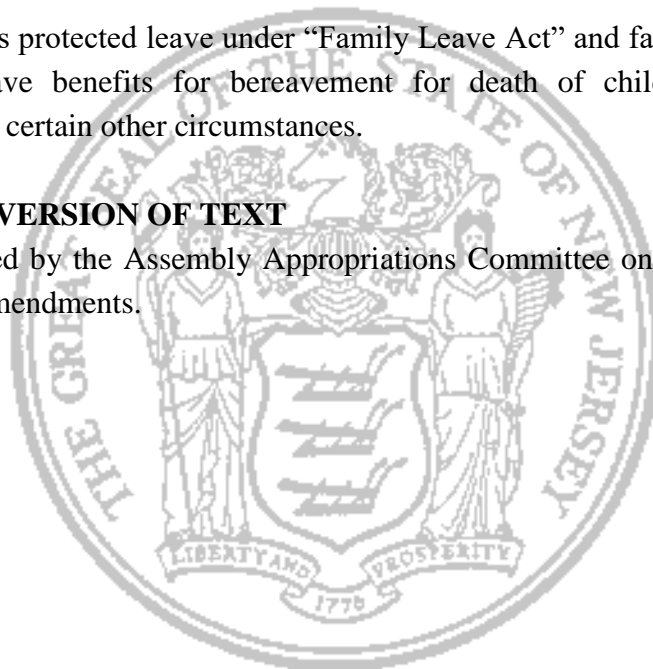 s protected leave under “Family Leave Act” and fa
ave benefits for bereavement for death of chil
certain other circumstances.
VERSION OF TEXT
ed by the Assembly Appropriations Committee on
mendments.
THE GREAT SEAL OF THE STATE OF NEW JERSEY
LIBERTY AND PROSPERITY
1776